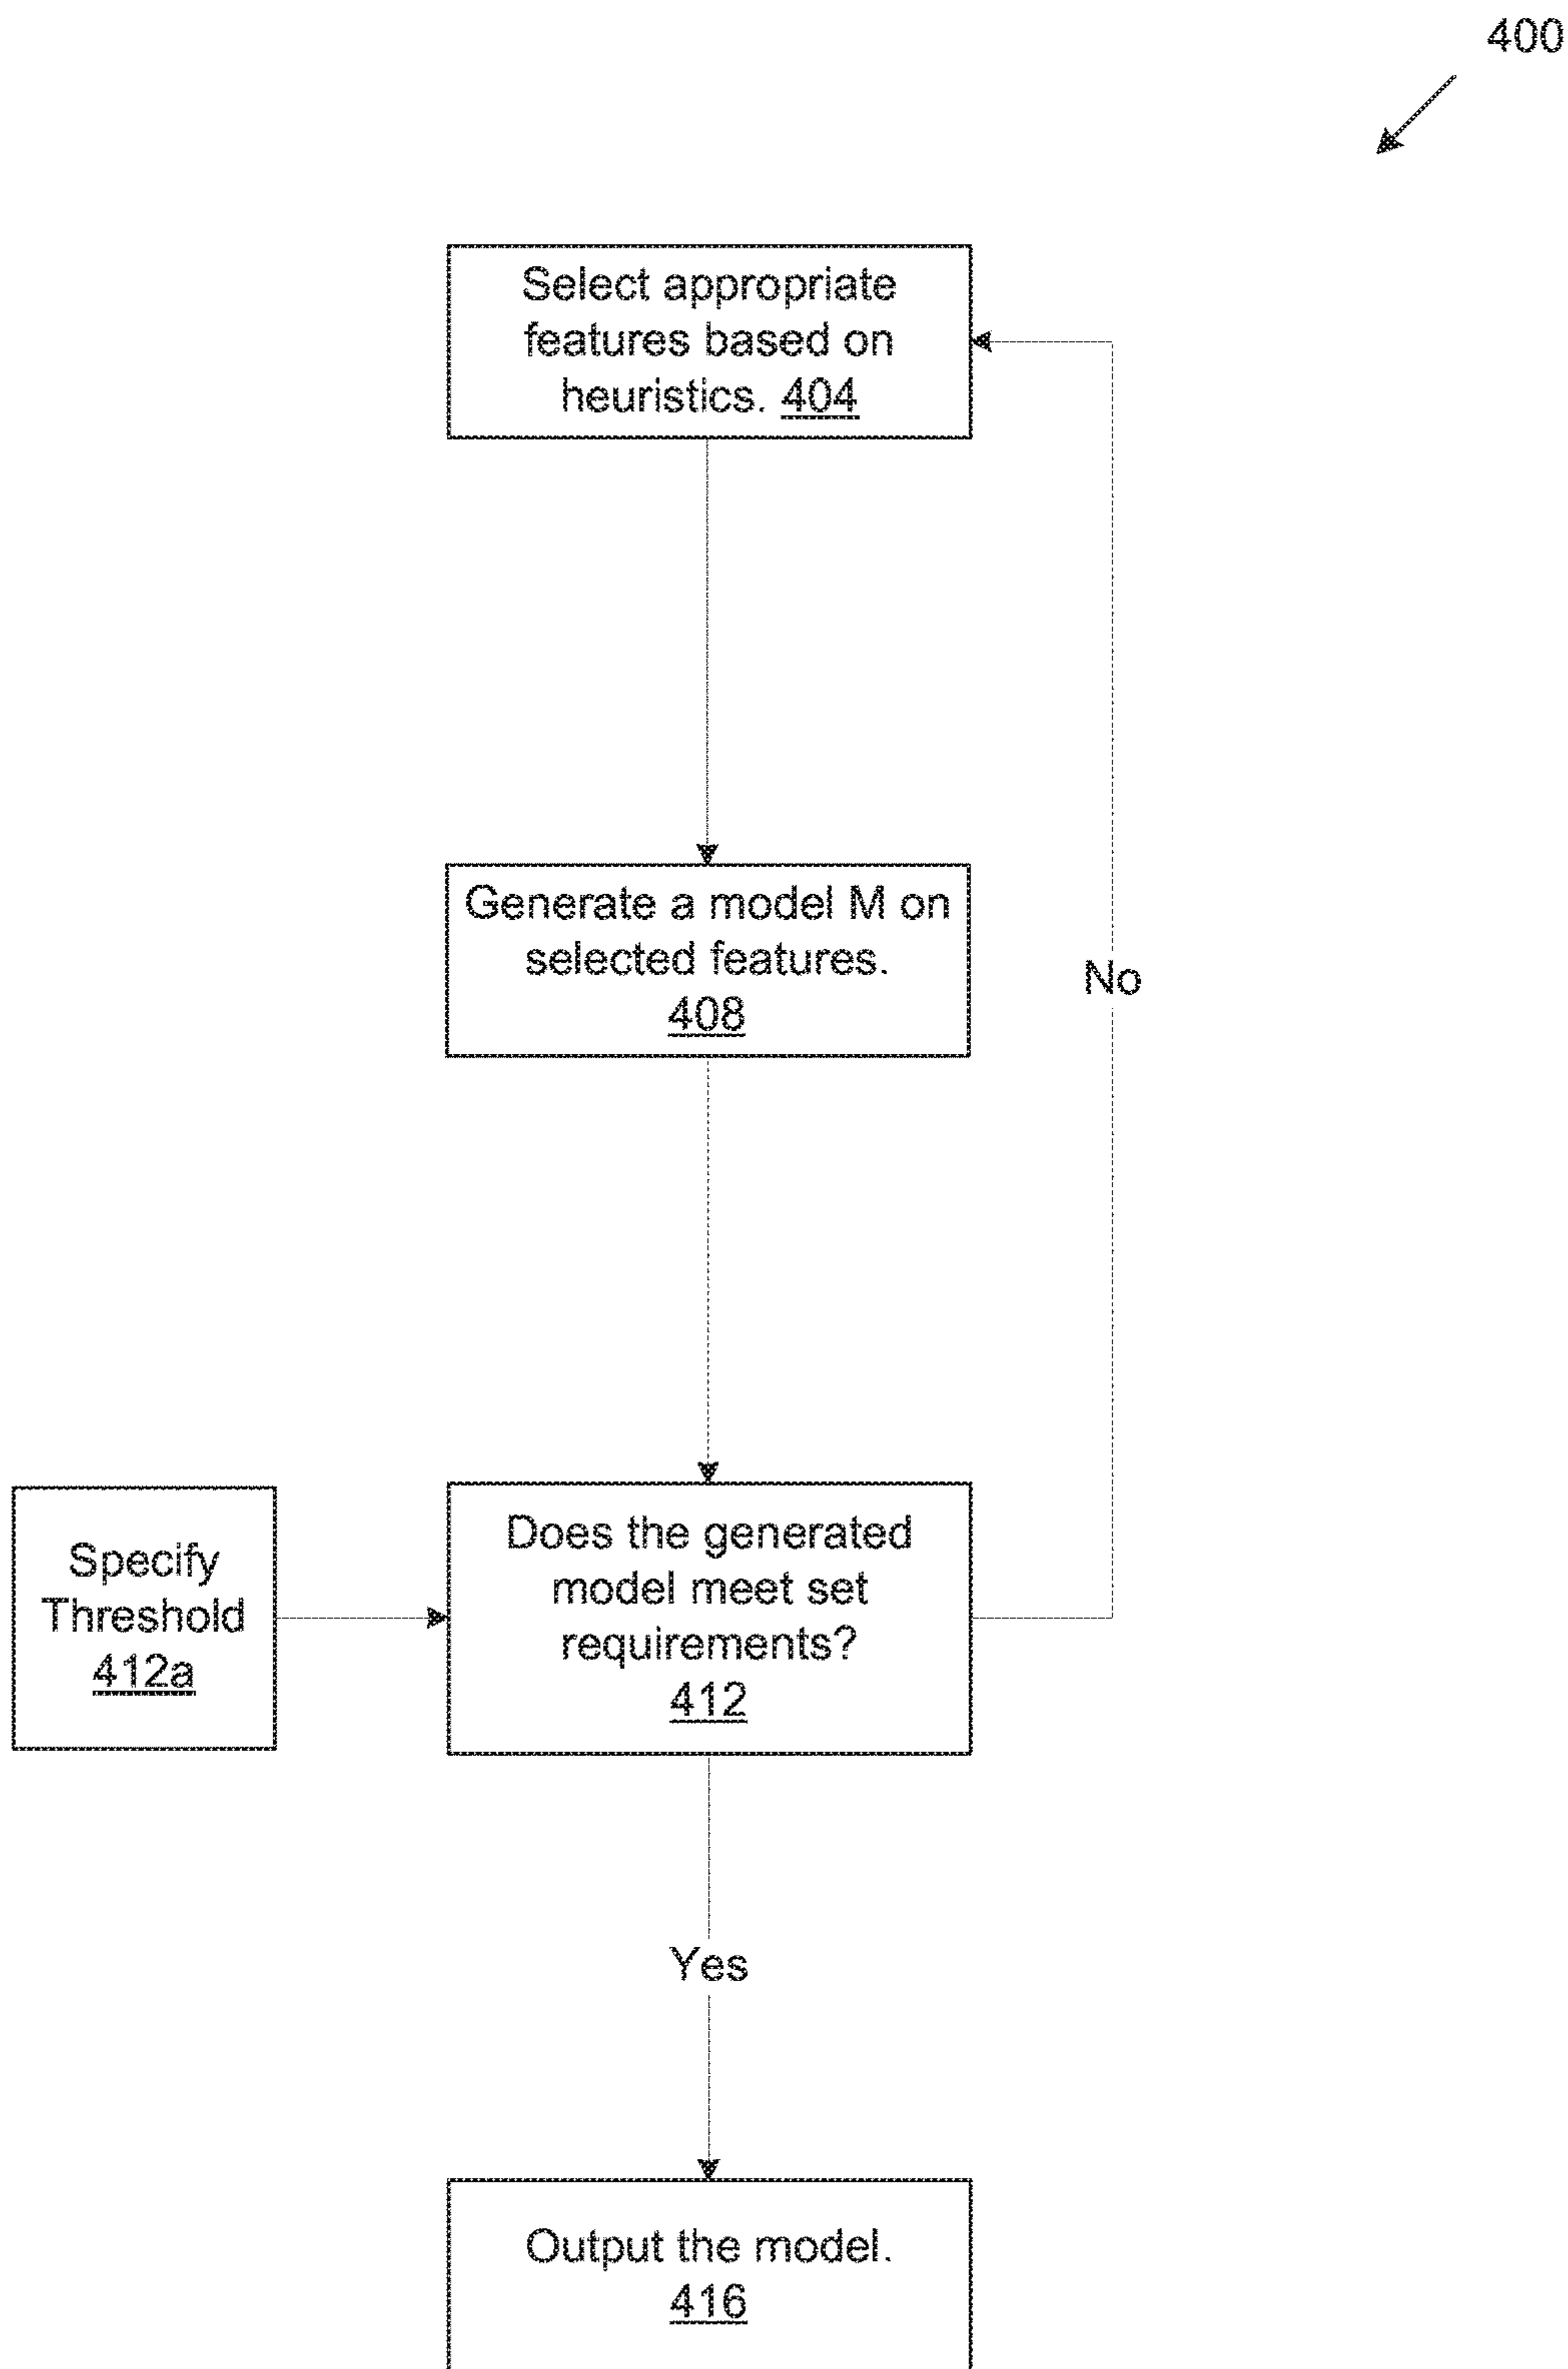 400
Select appropriate
features based on
heuristics. 404
Generate a model M on
selected features.
408
No
Specify
Threshold
412a
Does the generated
model meet set
requirements?
412
Yes
Output the model.
416